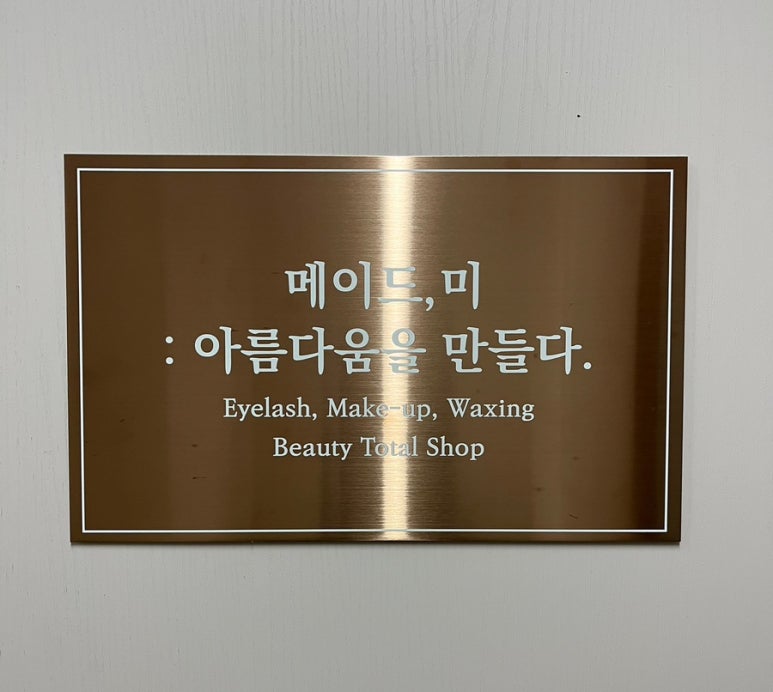 메이드,미
: 아름다움을 만들다.
Eyelash, Make-up, Waxing
Beauty Total Shop